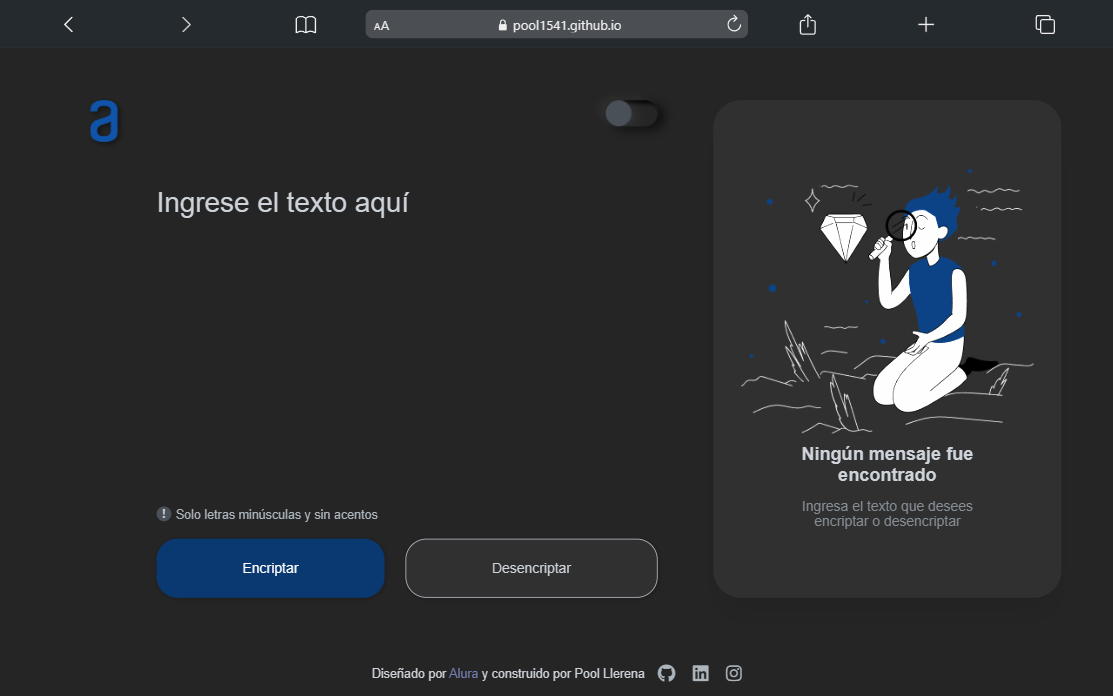 AA
pool1541.github.io
a
Ingrese el texto aquí
Ningún mensaje fue
encontrado
Ingresa el texto que desees
encriptar o desencriptar
! Solo letras minúsculas y sin acentos
Encriptar
Desencriptar
Diseñado por Alura y construido por Pool Llerena